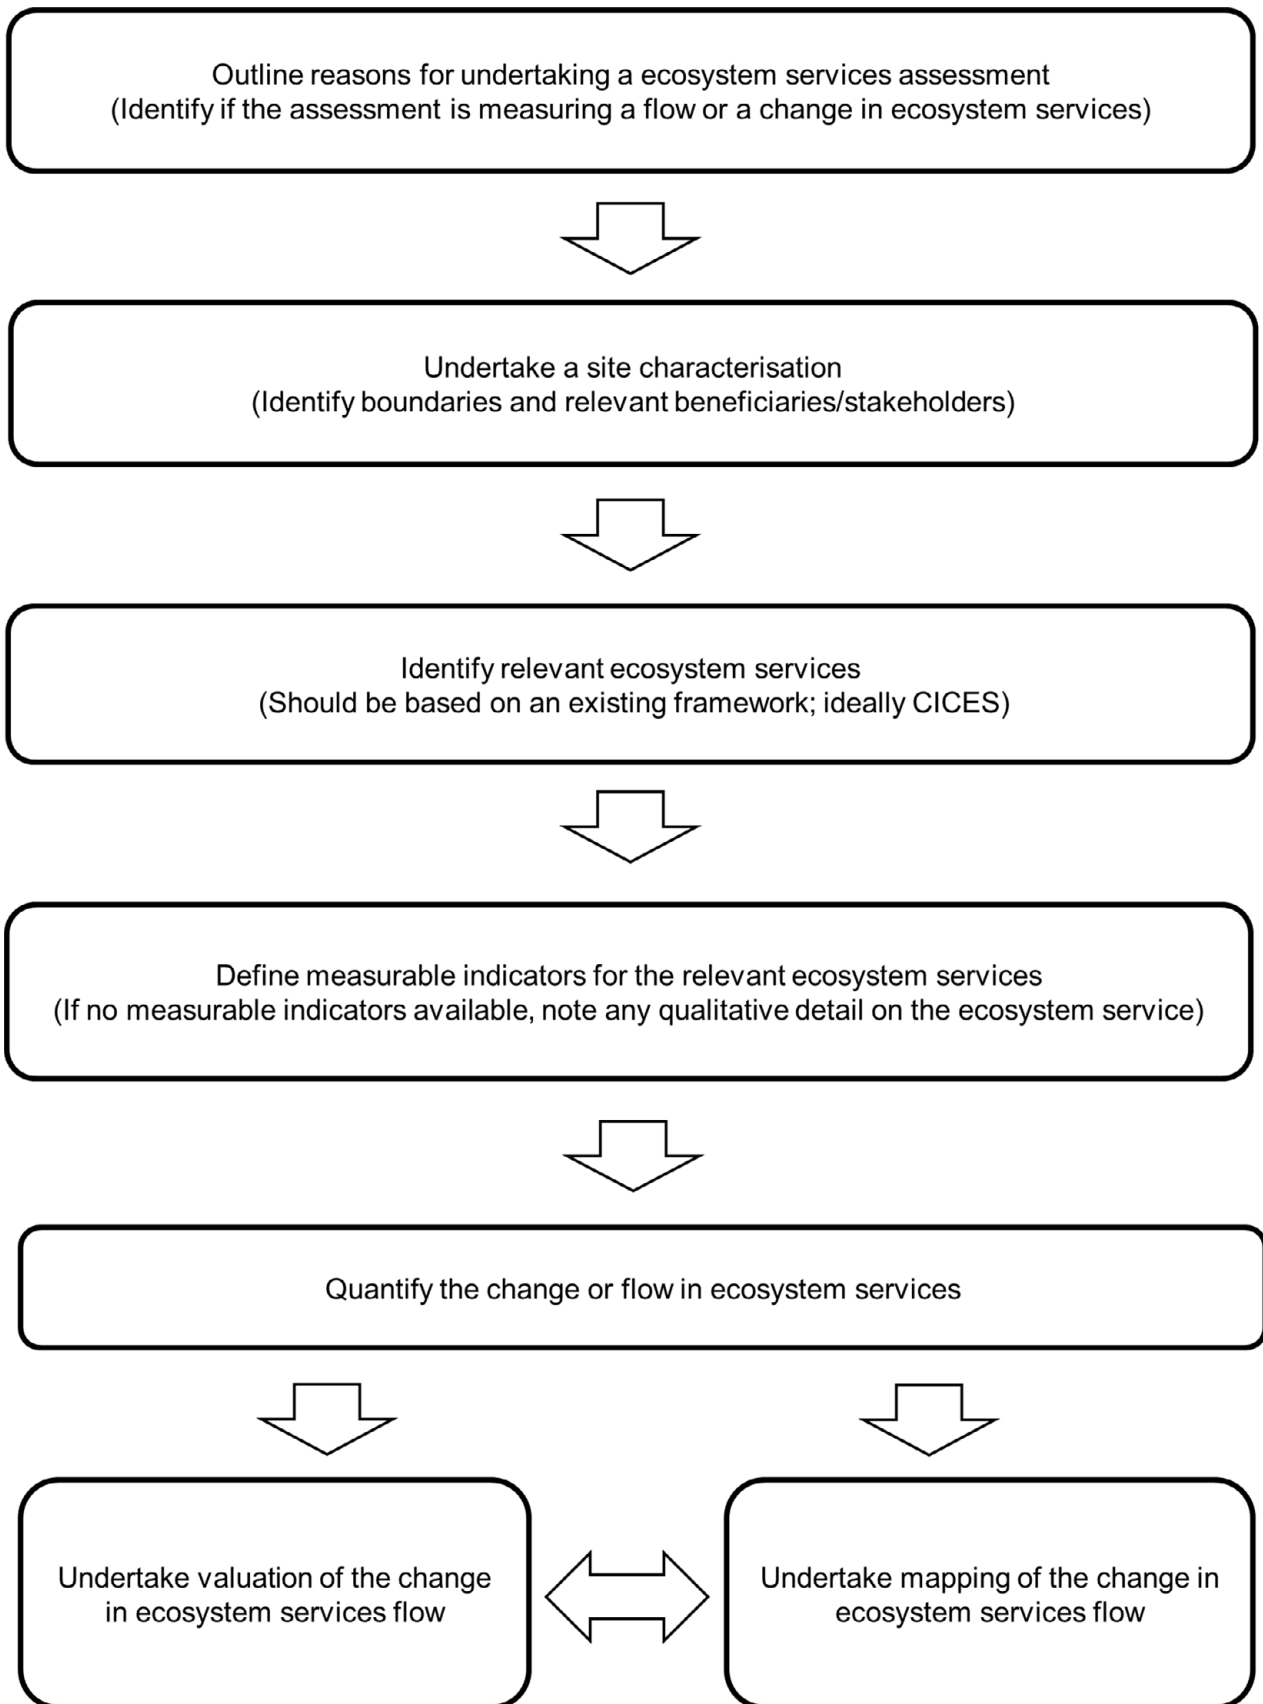 Outline reasons for undertaking a ecosystem services assessment
(Identify if the assessment is measuring a flow or a change in ecosystem services)
Undertake a site characterisation
(Identify boundaries and relevant beneficiaries/stakeholders)
Identify relevant ecosystem services
(Should be based on an existing framework; ideally CICES)
Define measurable indicators for the relevant ecosystem services
(If no measurable indicators available, note any qualitative detail on the ecosystem service)
Quantify the change or flow in ecosystem services
Undertake valuation of the change
in ecosystem services flow
Undertake mapping of the change in
ecosystem services flow